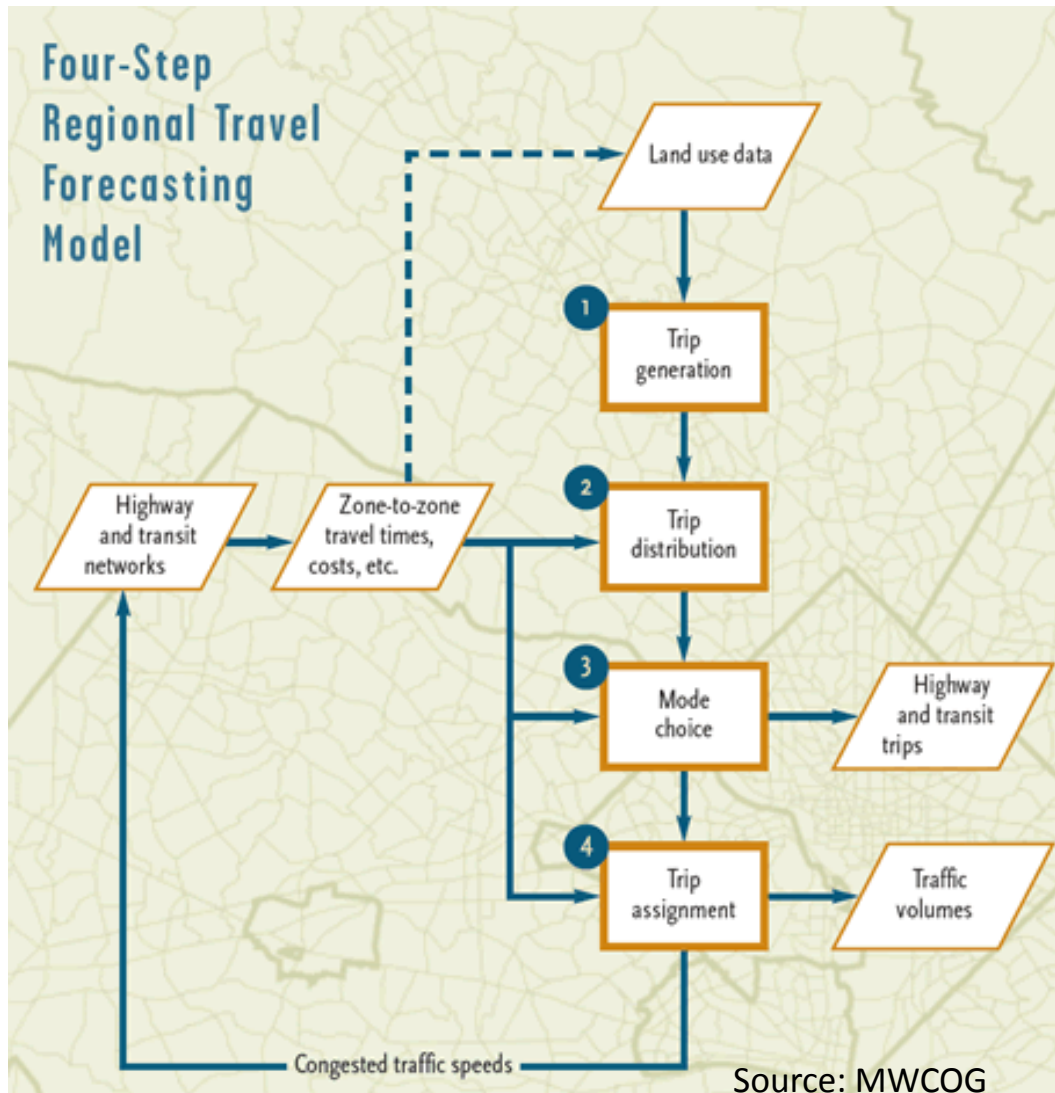 Four-Step
Regional Travel
Forecasting
Model
Land use data
1
Trip
generation
2
Trip
distribution
Highway
and transit
networks
Zone-to-zone
travel times,
costs, etc.
3
Mode
choice
Highway
and transit
trips
4
Trip
assignment
Traffic
volumes
Congested traffic speeds
Source: MWCOG